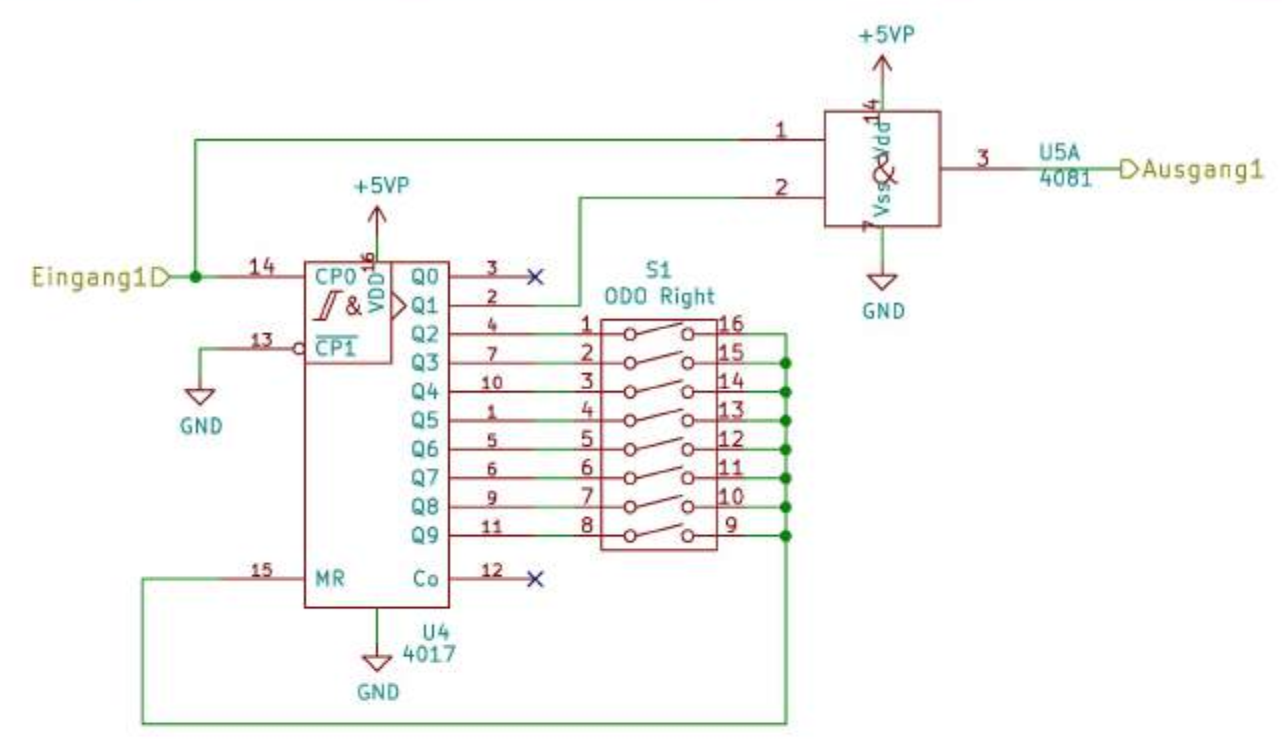 +5VP
14
1
Vdd
&
Vss
7
2
3
U5A
4081
Ausgang1
GND
+5VP
16
Eingang1
14
CP0
VDD
&
13
CP1
GND
Q0 3
Q1 2
Q2 4
Q3 7
Q4 10
Q5 1
Q6 5
Q7 6
Q8 9
Q9 11
15 MR
Co 12
U4
4017
GND
S1
ODO Right
1 16
2 15
3 14
4 13
5 12
6 11
7 10
8 9